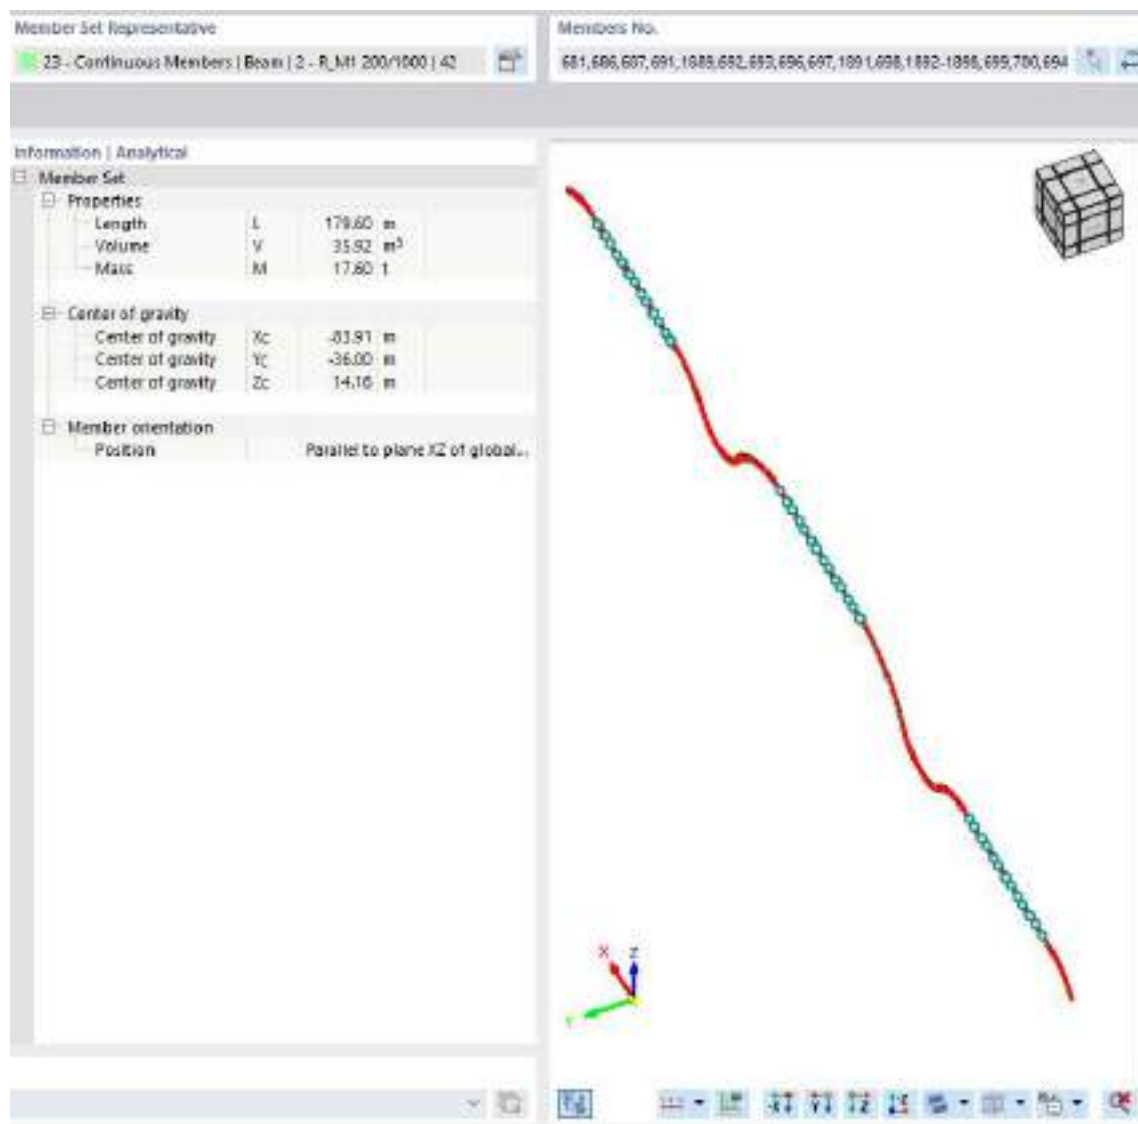 Member Set Representative
Members No.
23 - Continuous Members | Beam | 2 - R_M1 200/1000 | 42
681,686,687,691,1889,692,693,696,697,1891,698,1892-1898,699,700,694
Information | Analytical
Member Set
Properties
Length L 179.60 m
Volume V 35.92 m³
Mass M 17.60 t
Center of gravity
Center of gravity Xc -83.91 m
Center of gravity Yc -36.00 m
Center of gravity Zc 14.16 m
Member orientation
Position Parallel to plane XZ of global...
X
Z
Y